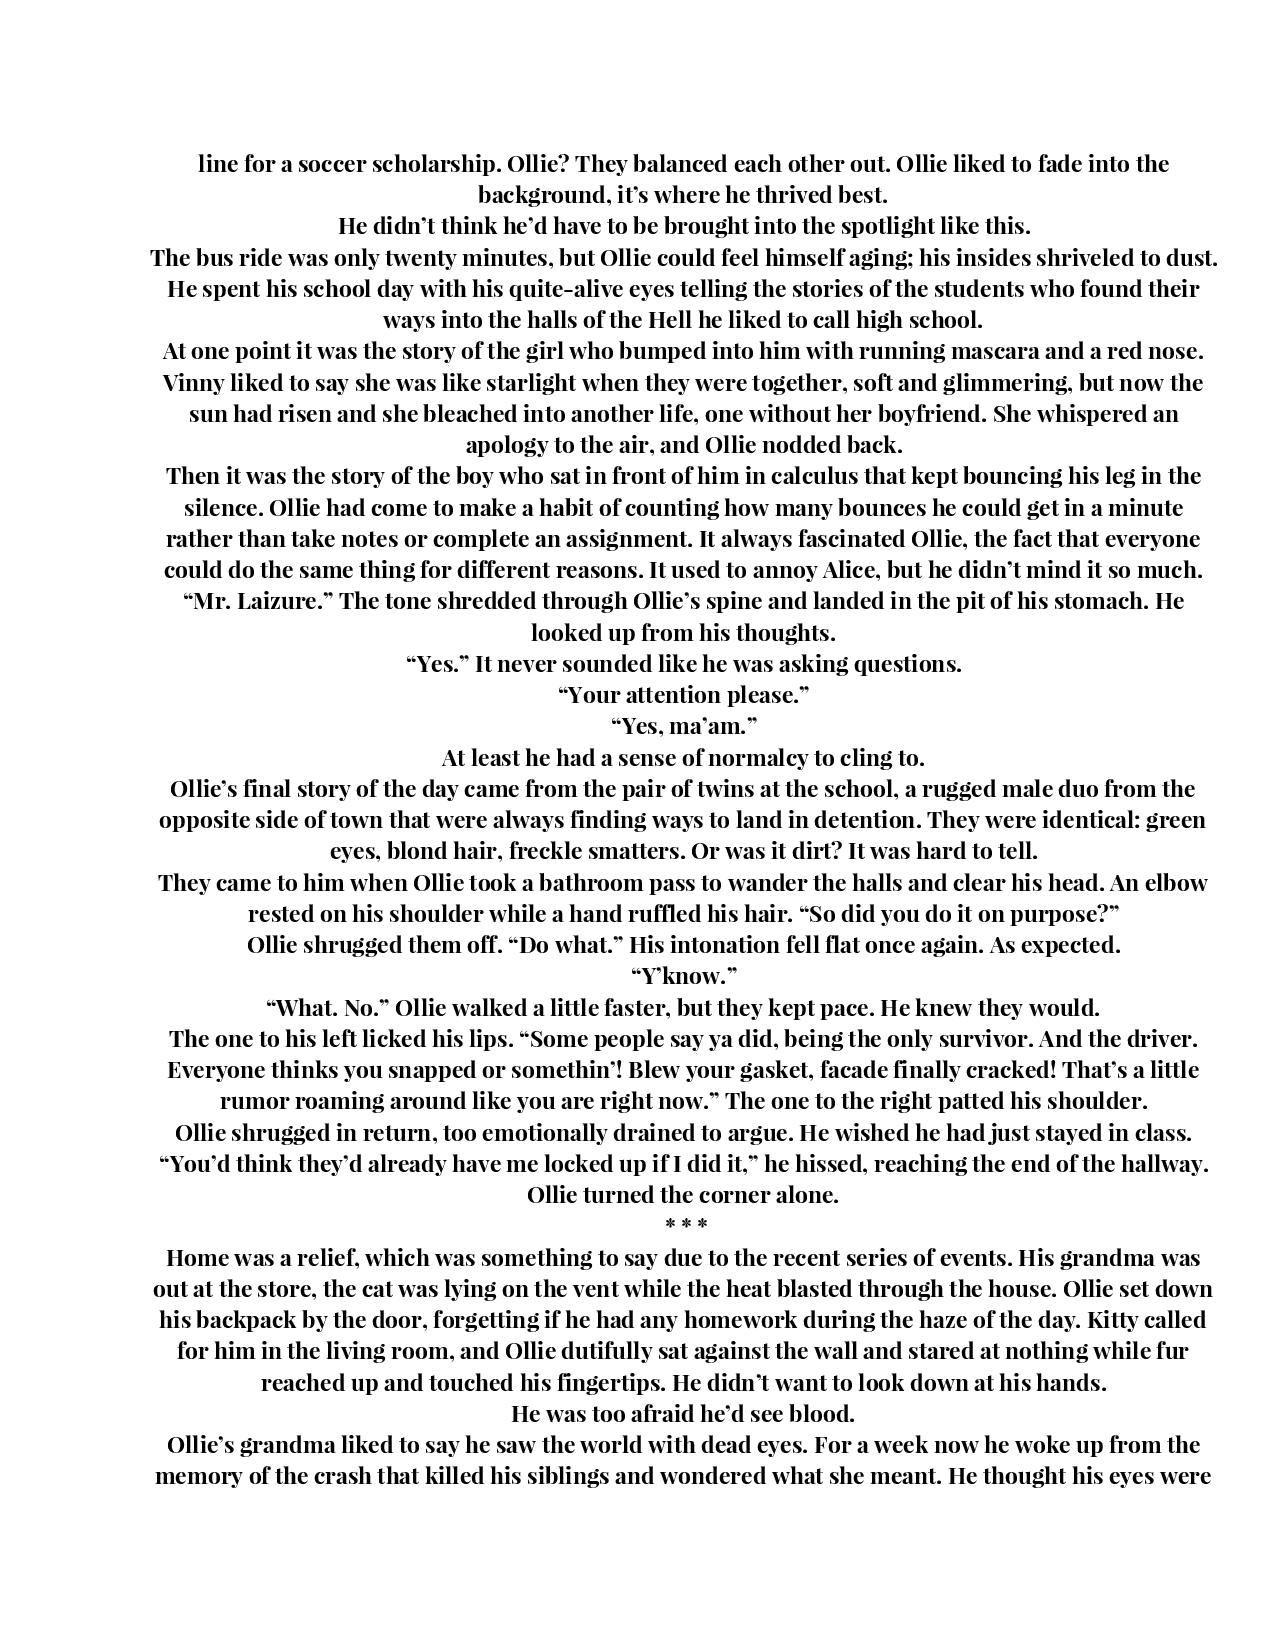 line for a soccer scholarship. Ollie? They balanced each other out. Ollie liked to fade into the
background, it’s where he thrived best.
He didn’t think he’d have to be brought into the spotlight like this.
The bus ride was only twenty minutes, but Ollie could feel himself aging; his insides shriveled to dust.
He spent his school day with his quite-alive eyes telling the stories of the students who found their
ways into the halls of the Hell he liked to call high school.
At one point it was the story of the girl who bumped into him with running mascara and a red nose.
Vinny liked to say she was like starlight when they were together, soft and glimmering, but now the
sun had risen and she bleached into another life, one without her boyfriend. She whispered an
apology to the air, and Ollie nodded back.
Then it was the story of the boy who sat in front of him in calculus that kept bouncing his leg in the
silence. Ollie had come to make a habit of counting how many bounces he could get in a minute
rather than take notes or complete an assignment. It always fascinated Ollie, the fact that everyone
could do the same thing for different reasons. It used to annoy Alice, but he didn’t mind it so much.
“Mr. Laizure.” The tone shredded through Ollie’s spine and landed in the pit of his stomach. He
looked up from his thoughts.
“Yes.” It never sounded like he was asking questions.
“Your attention please.”
“Yes, ma’am.”
At least he had a sense of normalcy to cling to.
Ollie’s final story of the day came from the pair of twins at the school, a rugged male duo from the
opposite side of town that were always finding ways to land in detention. They were identical: green
eyes, blond hair, freckle smatters. Or was it dirt? It was hard to tell.
They came to him when Ollie took a bathroom pass to wander the halls and clear his head. An elbow
rested on his shoulder while a hand ruffled his hair. “So did you do it on purpose?”
Ollie shrugged them off. “Do what.” His intonation fell flat once again. As expected.
“Y’know.”
“What. No.” Ollie walked a little faster, but they kept pace. He knew they would.
The one to his left licked his lips. “Some people say ya did, being the only survivor. And the driver.
Everyone thinks you snapped or somethin’! Blew your gasket, facade finally cracked! That’s a little
rumor roaming around like you are right now.” The one to the right patted his shoulder.
Ollie shrugged in return, too emotionally drained to argue. He wished he had just stayed in class.
“You’d think they’d already have me locked up if I did it,” he hissed, reaching the end of the hallway.
Ollie turned the corner alone.
* * *
Home was a relief, which was something to say due to the recent series of events. His grandma was
out at the store, the cat was lying on the vent while the heat blasted through the house. Ollie set down
his backpack by the door, forgetting if he had any homework during the haze of the day. Kitty called
for him in the living room, and Ollie dutifully sat against the wall and stared at nothing while fur
reached up and touched his fingertips. He didn’t want to look down at his hands.
He was too afraid he’d see blood.
Ollie’s grandma liked to say he saw the world with dead eyes. For a week now he woke up from the
memory of the crash that killed his siblings and wondered what she meant. He thought his eyes were